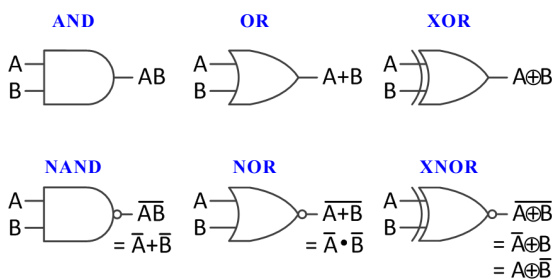 AND OR XOR
A
B
AB
A
B
A+B
A
B
A⊕B
NAND NOR XNOR
A
B
A̅B̅
= A̅+B̅
A
B
A̅+̅B̅
= A̅•B̅
A
B
A̅⊕̅B̅
= A̅⊕B
= A⊕B̅